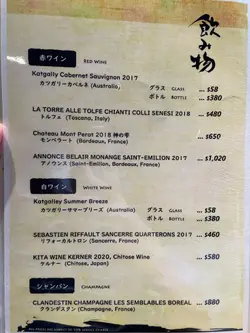 飲み物
赤ワイン RED WINE
Katgally Cabernet Sauvignon 2017
カツガリーカベルネ (Australia) グラス GLASS ... $58
ボトル BOTTLE ... $380
LA TORRE ALLE TOLFE CHIANTI COLLI SENESI 2018 ... $480
トルフェ (Toscana, Italy)
Chateau Mont Perat 2018 神の雫 ... $650
モンペラート (Bordeaux, France)
ANNONCE BELAIR MONANGE SAINT-EMILION 2017 ... $1,020
アノウンス (Saint-Emilion, Bordeaux, France)
白ワイン WHITE WINE
Katgalley Summer Breeze
カツガリーサマーブリーズ (Australia) グラス GLASS ... $58
ボトル BOTTLE ... $380
SEBASTIEN RIFFAULT SANCERRE QUARTERONS 2017 ... $460
リフォーカルトロン (Sancerre, France)
KITA WINE KERNER 2020, Chitose Wine ... $580
ケルナー (Chitose, Japan)
シャンパン CHAMPAGNE
CLANDESTIN CHAMPAGNE LES SEMBLABLES BOREAL ... $880
クランデスタン (Champagne, France)